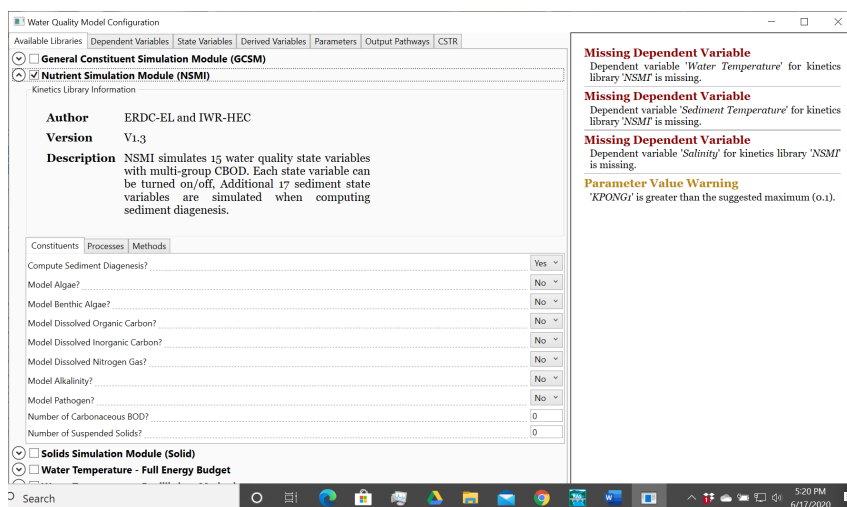 Water Quality Model Configuration
Available Libraries Dependent Variables State Variables Derived Variables Parameters Output Pathways CSTR
General Constituent Simulation Module (GCSM)
Nutrient Simulation Module (NSMI)
Kinetics Library Information
Author ERDC-EL and IWR-HEC
Version V1.3
Description NSMI simulates 15 water quality state variables
with multi-group CBOD. Each state variable can
be turned on/off, Additional 17 sediment state
variables are simulated when computing
sediment diagenesis.
Constituents Processes Methods
Compute Sediment Diagenesis? Yes
Model Algae? No
Model Benthic Algae? No
Model Dissolved Organic Carbon? No
Model Dissolved Inorganic Carbon? No
Model Dissolved Nitrogen Gas? No
Model Alkalinity? No
Model Pathogen? No
Number of Carbonaceous BOD? 0
Number of Suspended Solids? 0
Solids Simulation Module (Solid)
Water Temperature - Full Energy Budget
Missing Dependent Variable
Dependent variable 'Water Temperature' for kinetics
library 'NSMI' is missing.
Missing Dependent Variable
Dependent variable 'Sediment Temperature' for kinetics
library 'NSMI' is missing.
Missing Dependent Variable
Dependent variable 'Salinity' for kinetics library 'NSMI'
is missing.
Parameter Value Warning
'KPONG1' is greater than the suggested maximum (0.1).
Search
5:20 PM
6/17/2020